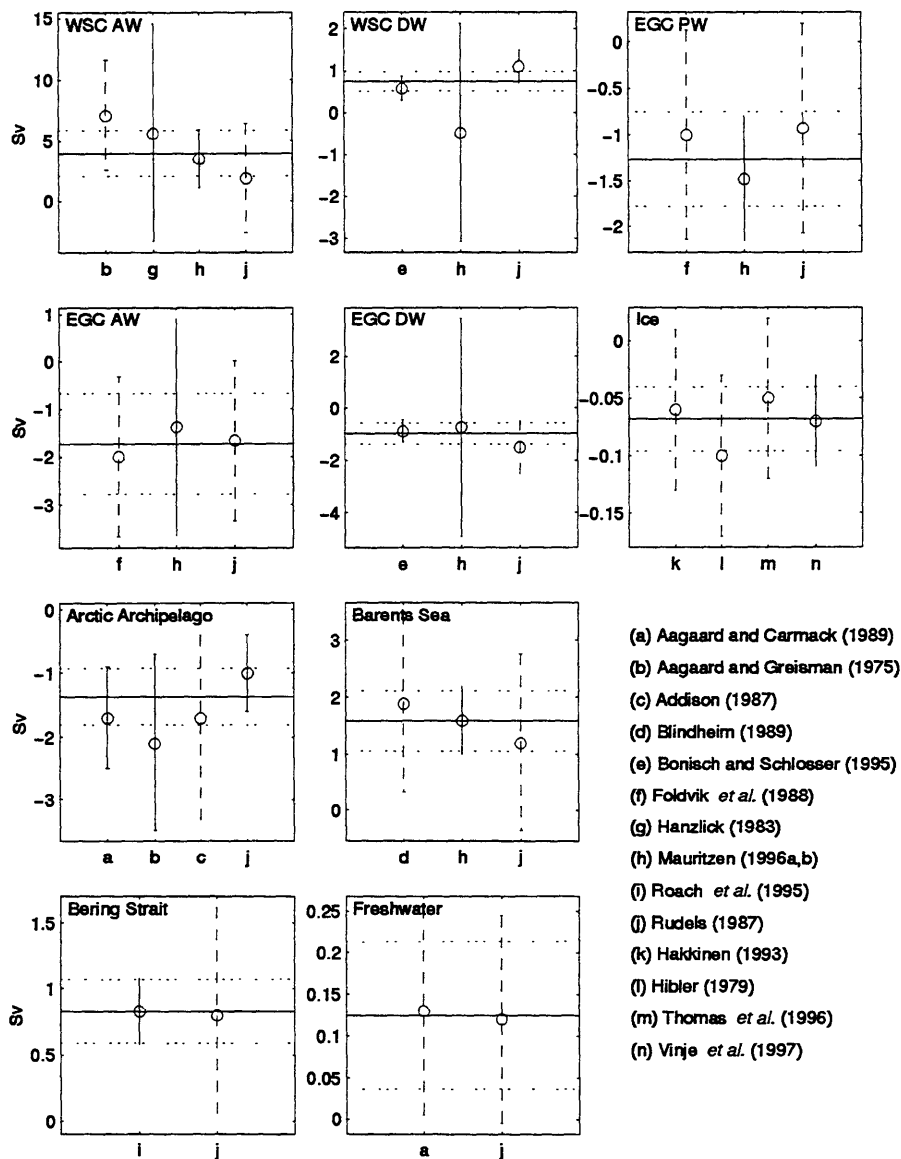 WSC AW
15
10
5
0
Sv
b g h j
WSC DW
2
1
0
−1
−2
−3
e h j
EGC PW
0
−0.5
−1
−1.5
−2
f h j
EGC AW
1
0
−1
−2
−3
Sv
f h j
EGC DW
2
0
−2
−4
e h j
Ice
0
−0.05
−0.1
−0.15
k l m n
Arctic Archipelago
0
−1
−2
−3
Sv
a b c j
Barents Sea
3
2
1
0
d h j
Bering Strait
1.5
1
0.5
0
Sv
i j
Freshwater
0.25
0.2
0.15
0.1
0.05
0
a j
(a) Aagaard and Carmack (1989)
(b) Aagaard and Greisman (1975)
(c) Addison (1987)
(d) Blindheim (1989)
(e) Bonisch and Schlosser (1995)
(f) Foldvik et al. (1988)
(g) Hanzlick (1983)
(h) Mauritzen (1996a,b)
(i) Roach et al. (1995)
(j) Rudels (1987)
(k) Hakkinen (1993)
(l) Hibler (1979)
(m) Thomas et al. (1996)
(n) Vinje et al. (1997)